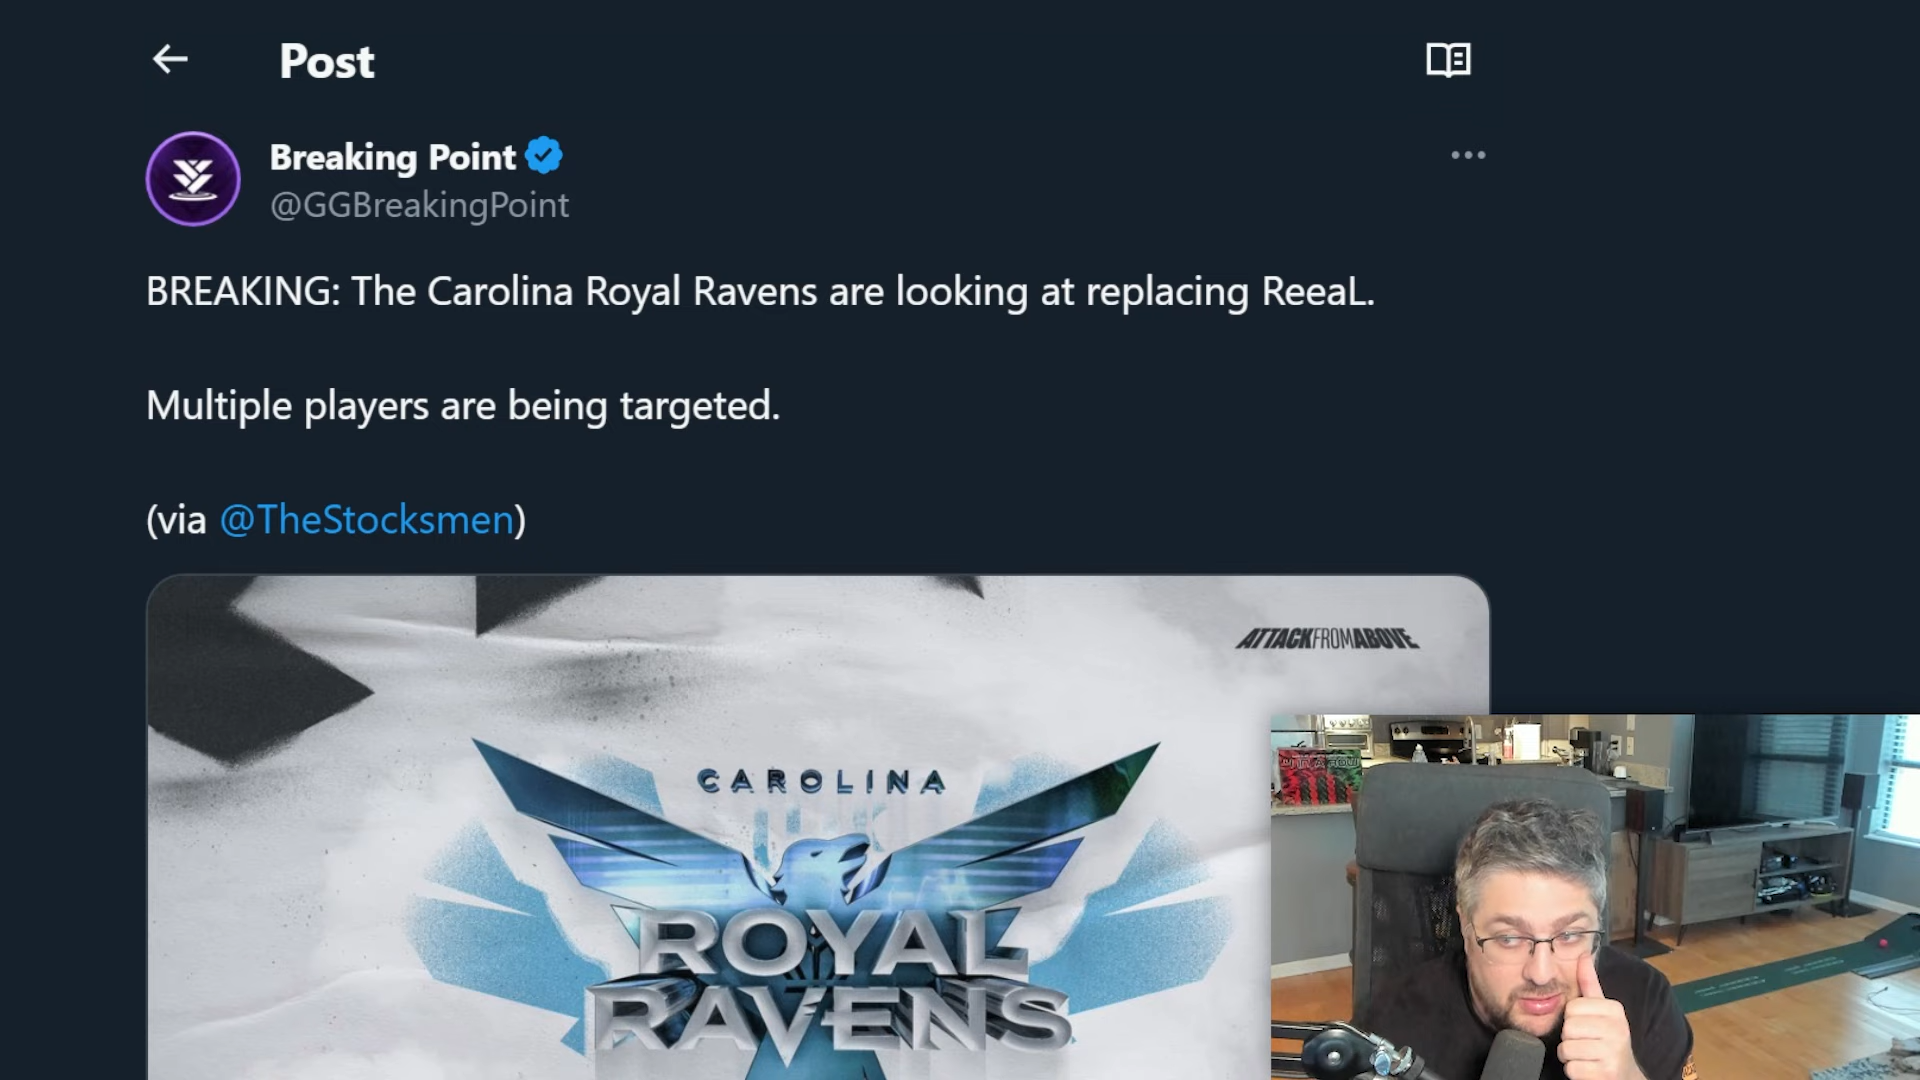 Post
Breaking Point
@GGBreakingPoint
BREAKING: The Carolina Royal Ravens are looking at replacing ReeaL.
Multiple players are being targeted.
(via @TheStocksmen)
ATTACKFROMABOVE
CAROLINA
ROYAL
RAVENS